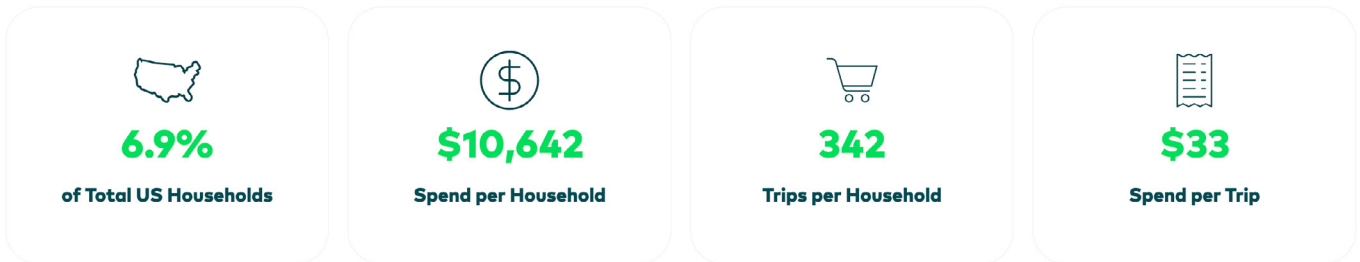 6.9%
of Total US Households
$10,642
Spend per Household
342
Trips per Household
$33
Spend per Trip